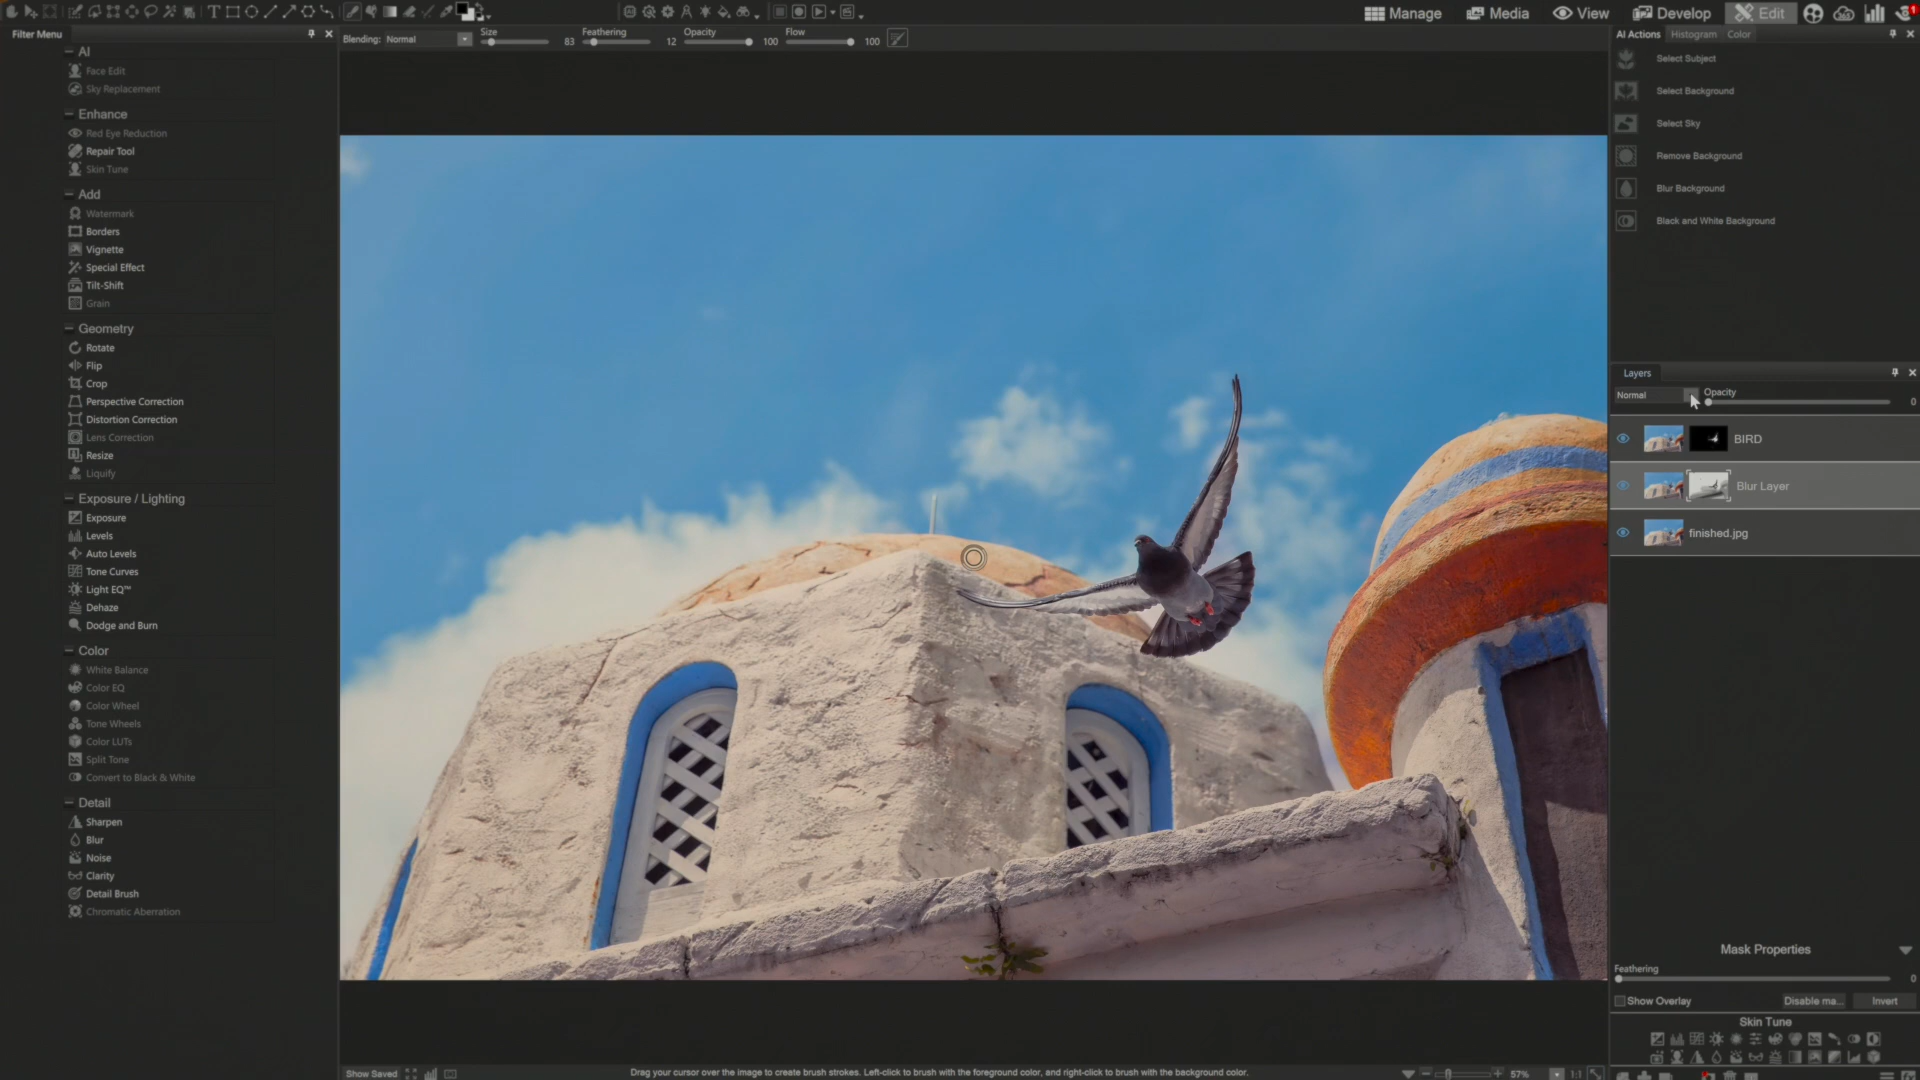 Manage
Media
View
Develop
Edit
1
Filter Menu
Blending:
Normal
Size
83
Feathering
12
Opacity
100
Flow
100
AI Actions
Histogram
Color
AI
Face Edit
Sky Replacement
Enhance
Red Eye Reduction
Repair Tool
Skin Tune
Add
Watermark
Borders
Vignette
Special Effect
Tilt-Shift
Grain
Geometry
Rotate
Flip
Crop
Perspective Correction
Distortion Correction
Lens Correction
Resize
Liquify
Exposure / Lighting
Exposure
Levels
Auto Levels
Tone Curves
Light EQ™
Dehaze
Dodge and Burn
Color
White Balance
Color EQ
Color Wheel
Tone Wheels
Color LUTs
Split Tone
Convert to Black & White
Detail
Sharpen
Blur
Noise
Clarity
Detail Brush
Chromatic Aberration
Select Subject
Select Background
Select Sky
Remove Background
Blur Background
Black and White Background
Layers
Normal
Opacity
0
BIRD
Blur Layer
finished.jpg
Mask Properties
Feathering
0
Show Overlay
Disable ma...
Invert
Skin Tune
Show Saved
Drag your cursor over the image to create brush strokes. Left-click to brush with the foreground color, and right-click to brush with the background color.
57%
1:1